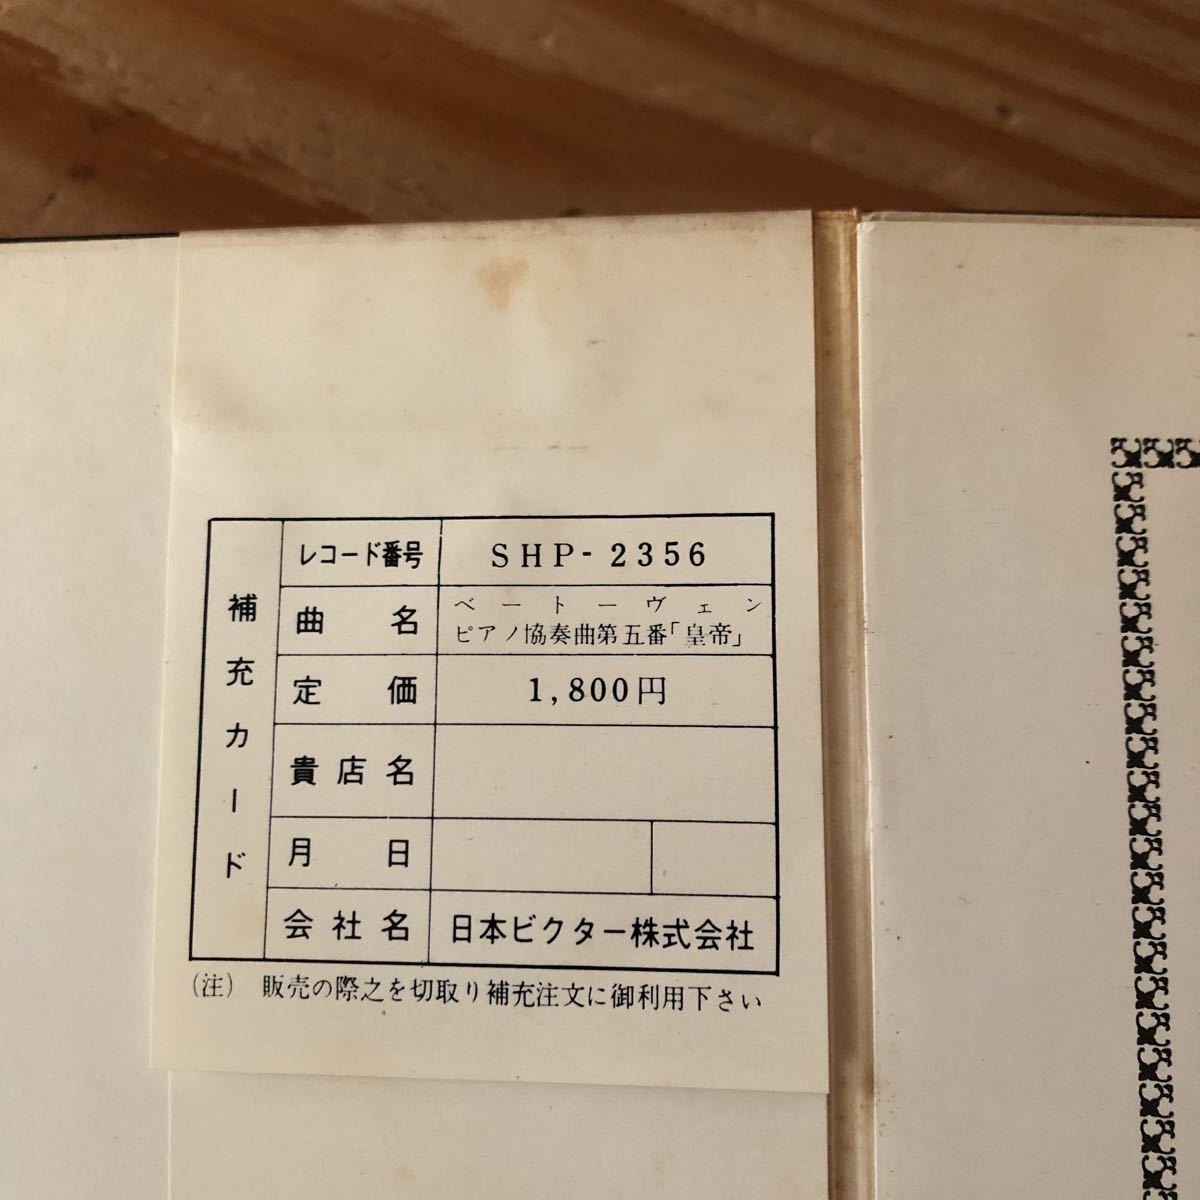 補充カード
レコード番号 SHP-2356
曲名 ベートーヴェン
ピアノ協奏曲第五番「皇帝」
定価 1,800円
貴店名
月日
会社名 日本ビクター株式会社
(注) 販売の際之を切取り補充注文に御利用下さい